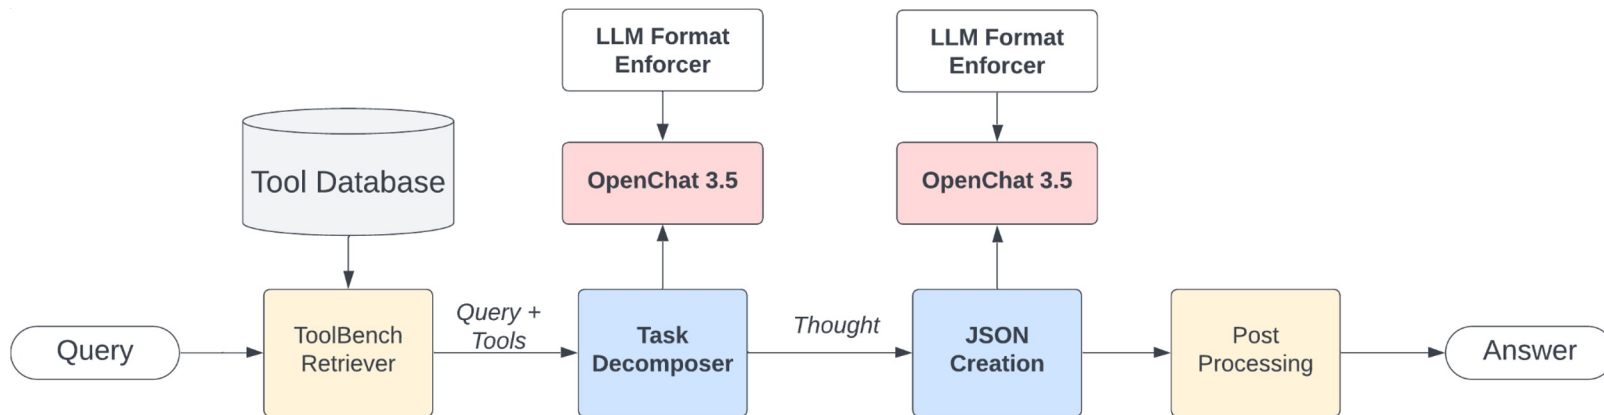 LLM Format
Enforcer
LLM Format
Enforcer
Tool Database
OpenChat 3.5
OpenChat 3.5
Query
ToolBench
Retriever
Query +
Tools
Task
Decomposer
Thought
JSON
Creation
Post
Processing
Answer